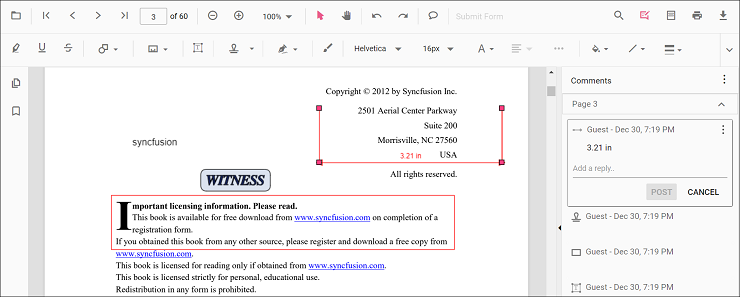 3 of 60 100% Submit Form
U Helvetica 16px A
Comments
Page 3
Guest - Dec 30, 7:19 PM
3.21 in
Add a reply..
POST CANCEL
Guest - Dec 30, 7:19 PM
Guest - Dec 30, 7:19 PM
Guest - Dec 30, 7:19 PM
Copyright © 2012 by Syncfusion Inc.
2501 Aerial Center Parkway
Suite 200
Morrisville, NC 27560
3.21 in USA
All rights reserved.
syncfusion
WITNESS
Important licensing information. Please read.
This book is available for free download from www.syncfusion.com on completion of a
registration form.
If you obtained this book from any other source, please register and download a free copy from
www.syncfusion.com.
This book is licensed for reading only if obtained from www.syncfusion.com.
This book is licensed strictly for personal, educational use.
Redistribution in any form is prohibited.